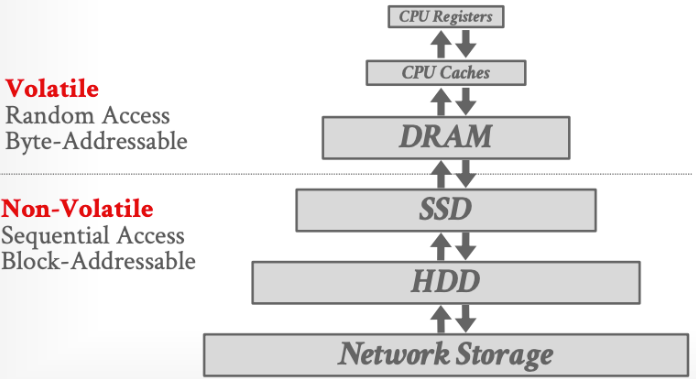 CPU Registers
CPU Caches
Volatile
Random Access
Byte-Addressable
DRAM
Non-Volatile
Sequential Access
Block-Addressable
SSD
HDD
Network Storage